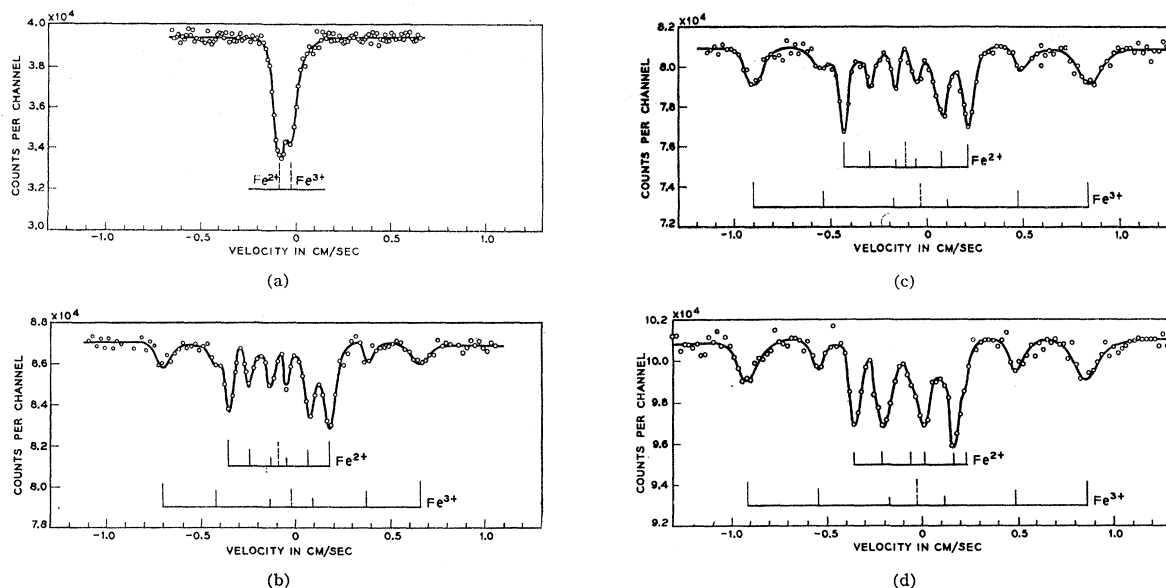 ×10⁴
4.0
3.8
3.6
3.4
3.2
3.0
COUNTS PER CHANNEL
Fe²⁺ Fe³⁺
-1.0 -0.5 0 0.5 1.0
VELOCITY IN CM/SEC
(a)
×10⁴
8.2
8.0
7.8
7.6
7.4
7.2
COUNTS PER CHANNEL
Fe²⁺
Fe³⁺
-1.0 -0.5 0 0.5 1.0
VELOCITY IN CM/SEC
(c)
×10⁴
8.8
8.6
8.4
8.2
8.0
7.8
COUNTS PER CHANNEL
Fe²⁺
Fe³⁺
-1.0 -0.5 0 0.5 1.0
VELOCITY IN CM/SEC
(b)
×10⁴
10.2
10.0
9.8
9.6
9.4
9.2
COUNTS PER CHANNEL
Fe²⁺
Fe³⁺
-1.0 -0.5 0 0.5 1.0
VELOCITY IN CM/SEC
(d)